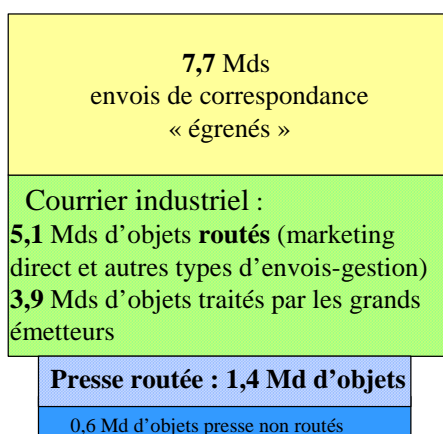 7,7 Mds
envois de correspondance
« égrenés »
Courrier industriel :
5,1 Mds d'objets routés (marketing
direct et autres types d'envois-gestion)
3,9 Mds d'objets traités par les grands
émetteurs
Presse routée : 1,4 Md d'objets
0,6 Md d'objets presse non routés